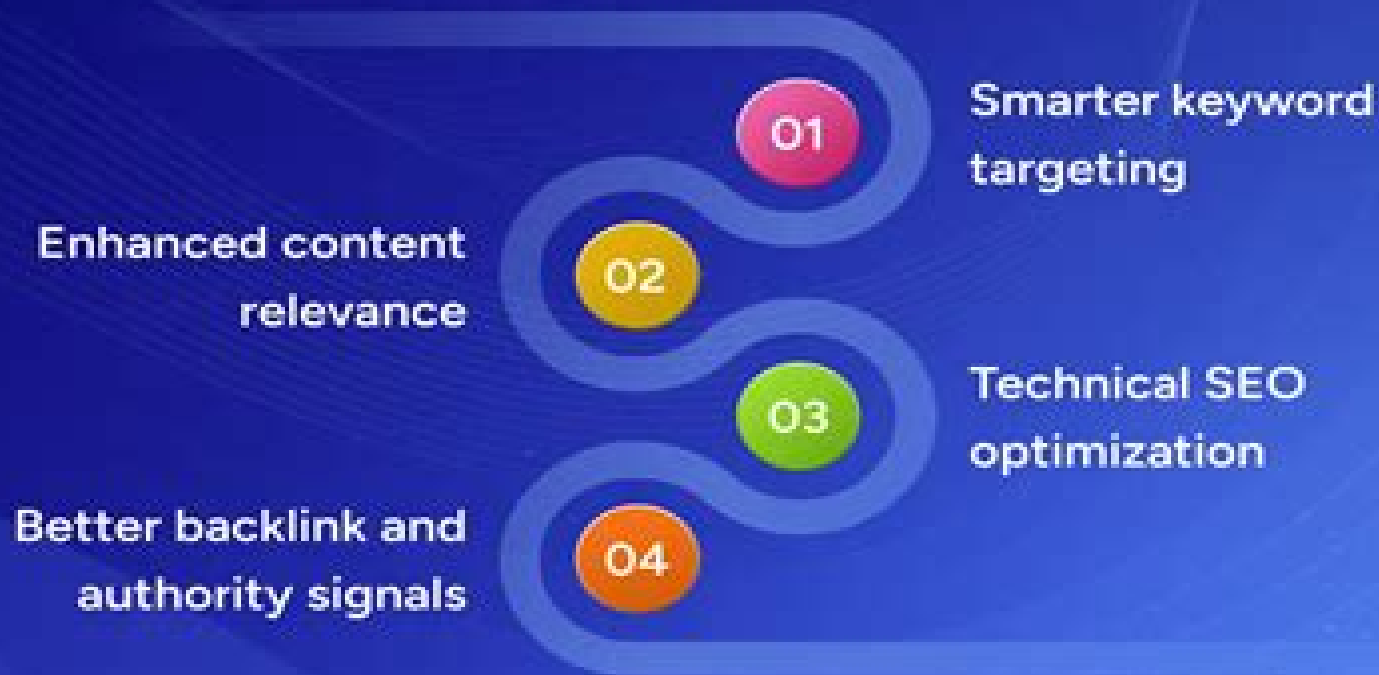 01
Smarter keyword
targeting
Enhanced content
relevance
02
03
Technical SEO
optimization
Better backlink and
authority signals
04